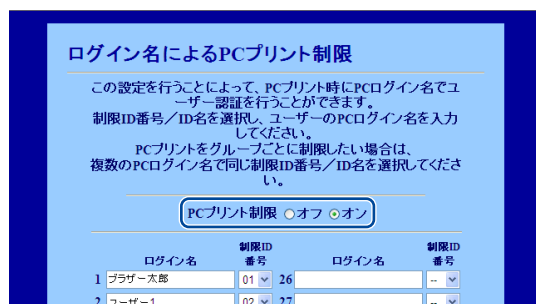 ログイン名によるPCプリント制限
この設定を行うことによって、PCプリント時にPCログイン名でユ
ーザー認証を行うことができます。
制限ID番号／ID名を選択し、ユーザーのPCログイン名を入力
してください。
PCプリントをグループごとに制限したい場合は、
複数のPCログイン名で同じ制限ID番号／ID名を選択してくださ
い。
PCプリント制限 オフ オン
ログイン名 制限ID番号 ログイン名 制限ID番号
1 ブラザー太郎 01 26 --
2 ユーザー1 02 27 --